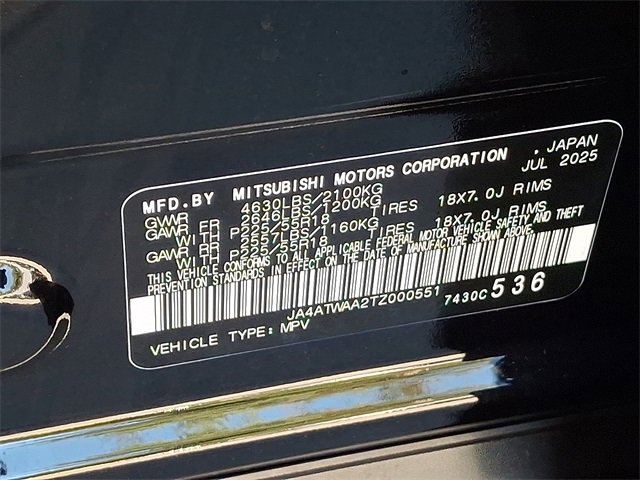 MFD.BY MITSUBISHI MOTORS CORPORATION , JAPAN
JUL 2025
GVWR 4630LBS/2100KG
GAWR FR 2646LBS/1200KG
WITH P225/55R18 TIRES 18X7.0J RIMS
GAWR RR 2557LBS/1160KG
WITH P225/55R18 TIRES 18X7.0J RIMS
THIS VEHICLE CONFORMS TO ALL APPLICABLE FEDERAL MOTOR VEHICLE SAFETY AND THEFT
PREVENTION STANDARDS IN EFFECT ON THE DATE OF MANUFACTURE SHOWN ABOVE.
JA4ATWAA2TZ000551 7430C 536
VEHICLE TYPE: MPV